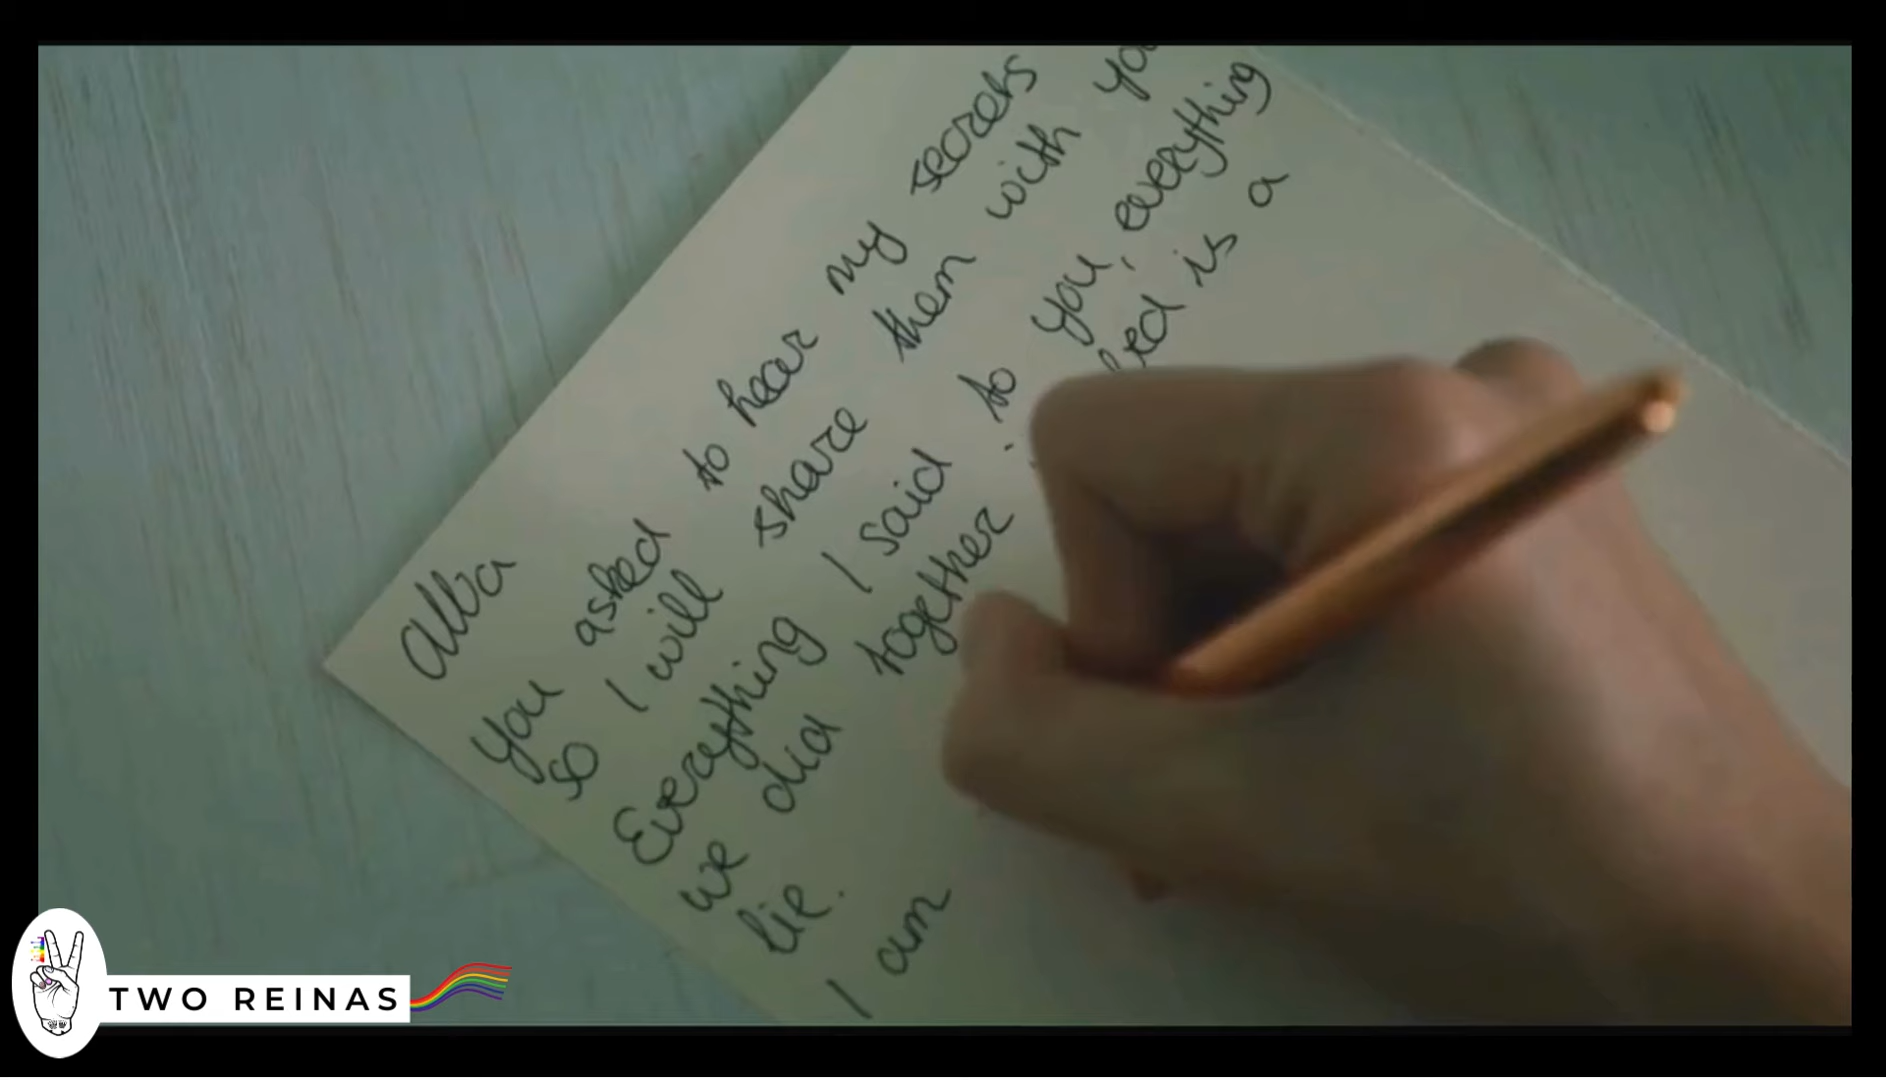 Alba
You asked to hear my secrets
so I will share them with
Everything I said to you, everything
we did together is a
lie.
I am
TWO REINAS